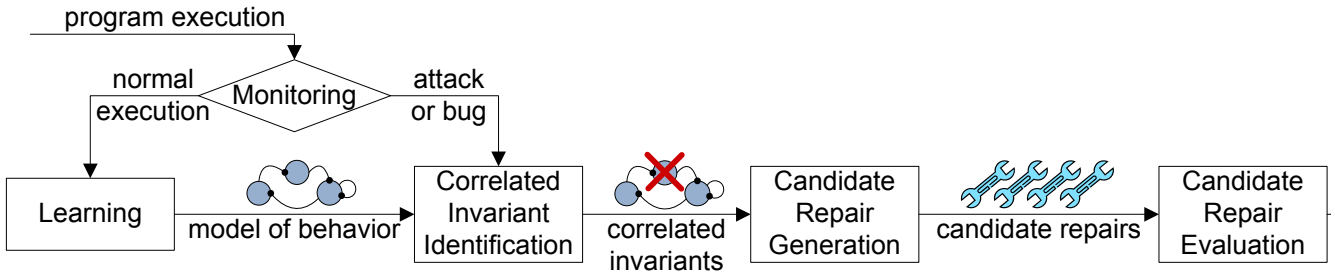 program execution
normal
execution
Monitoring
attack
or bug
Learning
model of behavior
Correlated
Invariant
Identification
correlated
invariants
Candidate
Repair
Generation
candidate repairs
Candidate
Repair
Evaluation